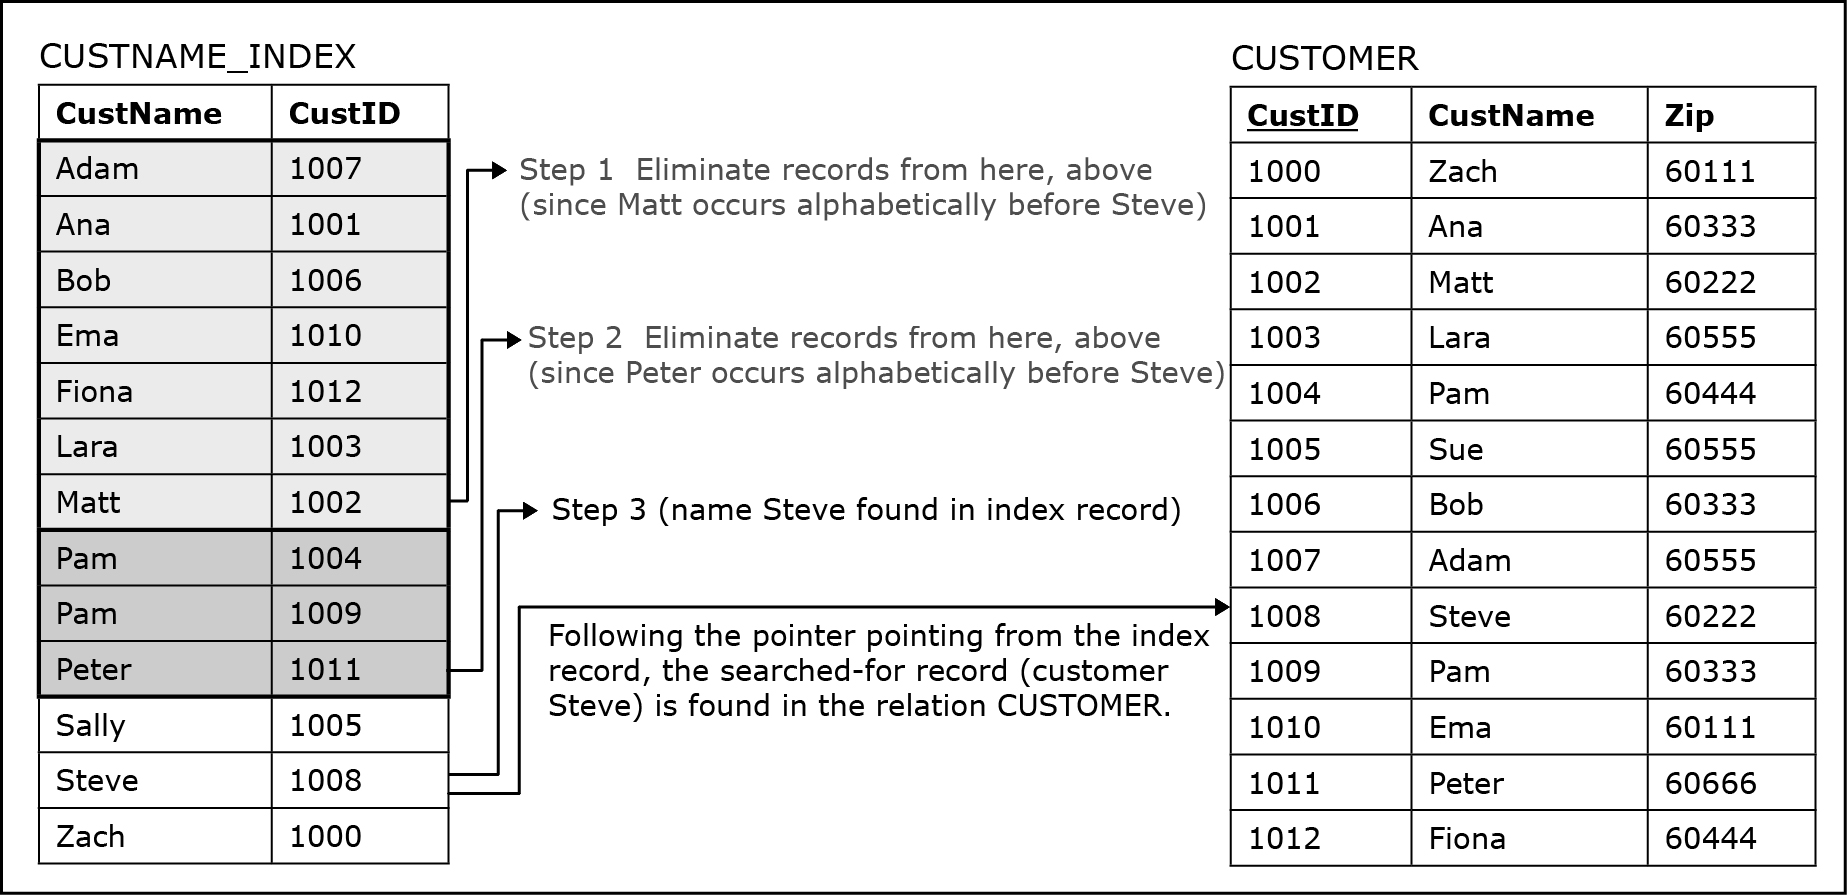 CUSTNAME_INDEX
CustName CustID
Adam 1007
Ana 1001
Bob 1006
Ema 1010
Fiona 1012
Lara 1003
Matt 1002
Pam 1004
Pam 1009
Peter 1011
Sally 1005
Steve 1008
Zach 1000
Step 1 Eliminate records from here, above
(since Matt occurs alphabetically before Steve)
Step 2 Eliminate records from here, above
(since Peter occurs alphabetically before Steve)
Step 3 (name Steve found in index record)
Following the pointer pointing from the index
record, the searched-for record (customer
Steve) is found in the relation CUSTOMER.
CUSTOMER
CustID CustName Zip
1000 Zach 60111
1001 Ana 60333
1002 Matt 60222
1003 Lara 60555
1004 Pam 60444
1005 Sue 60555
1006 Bob 60333
1007 Adam 60555
1008 Steve 60222
1009 Pam 60333
1010 Ema 60111
1011 Peter 60666
1012 Fiona 60444